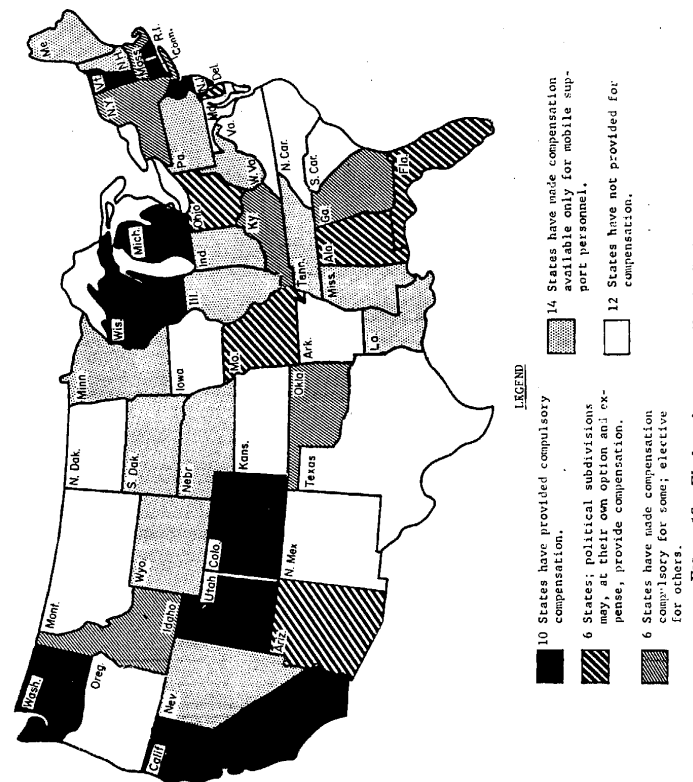 Wash.
Mont.
N. Dak.
Minn
Me.
Vt
N.H
Oreg.
Idaho
S. Dak.
Wis.
Mich.
N.Y.
Mass
R.I.
Conn.
Wyo.
Nebr.
Iowa
Pa.
N.J
Calif
Nev
Utah
Colo.
Kans.
Mo.
Ill.
Ind
Ohio
W.Va.
Va.
Md
Del.
Ky.
Ariz
N. Mex
Okla
Ark.
Tenn.
N. Car.
S. Car.
Texas
La.
Miss.
Ala
Ga.
Fla.
LEGEND
10 States have provided compulsory
compensation.
6 States; political subdivisions
may, at their own option and ex-
pense, provide compensation.
6 States have made compensation
compulsory for some; elective
for others.
14 States have made compensation
available only for mobile sup-
port personnel.
12 States have not provided for
compensation.